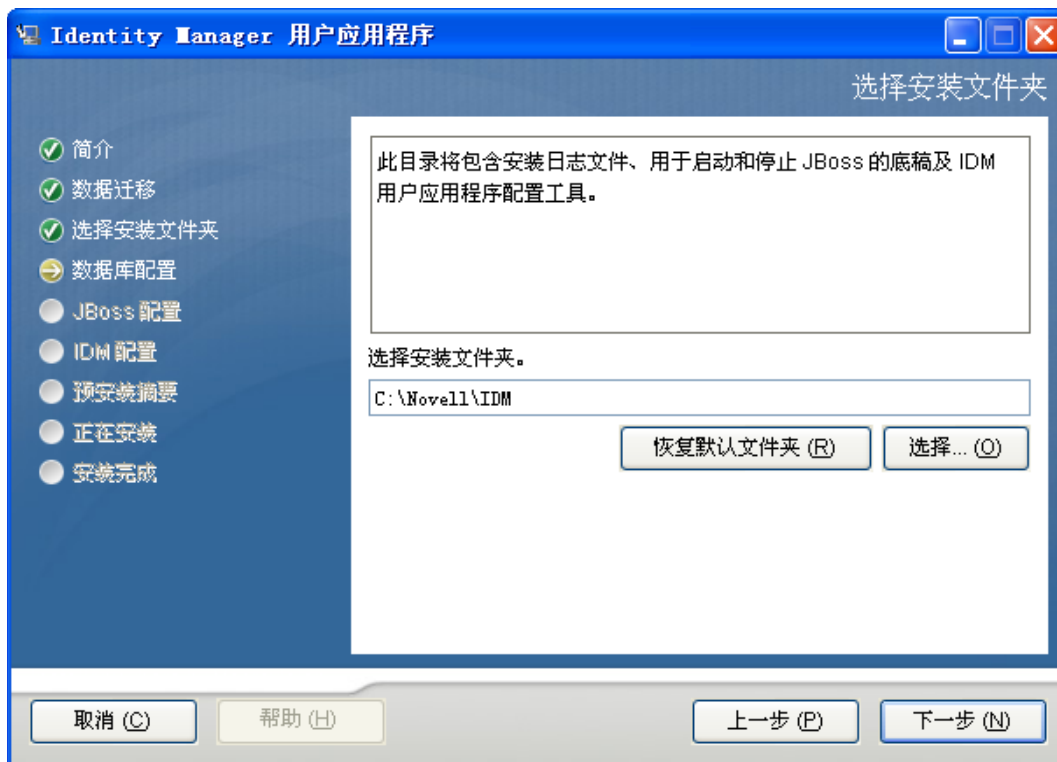 Identity Manager 用户应用程序
选择安装文件夹
简介
数据迁移
选择安装文件夹
数据库配置
JBoss 配置
IDM 配置
预安装摘要
正在安装
安装完成
此目录将包含安装日志文件、用于启动和停止 JBoss 的底稿及 IDM
用户应用程序配置工具。
选择安装文件夹。
C:\Novell\IDM
恢复默认文件夹 (R)
选择... (O)
取消 (C)
帮助 (H)
上一步 (P)
下一步 (N)